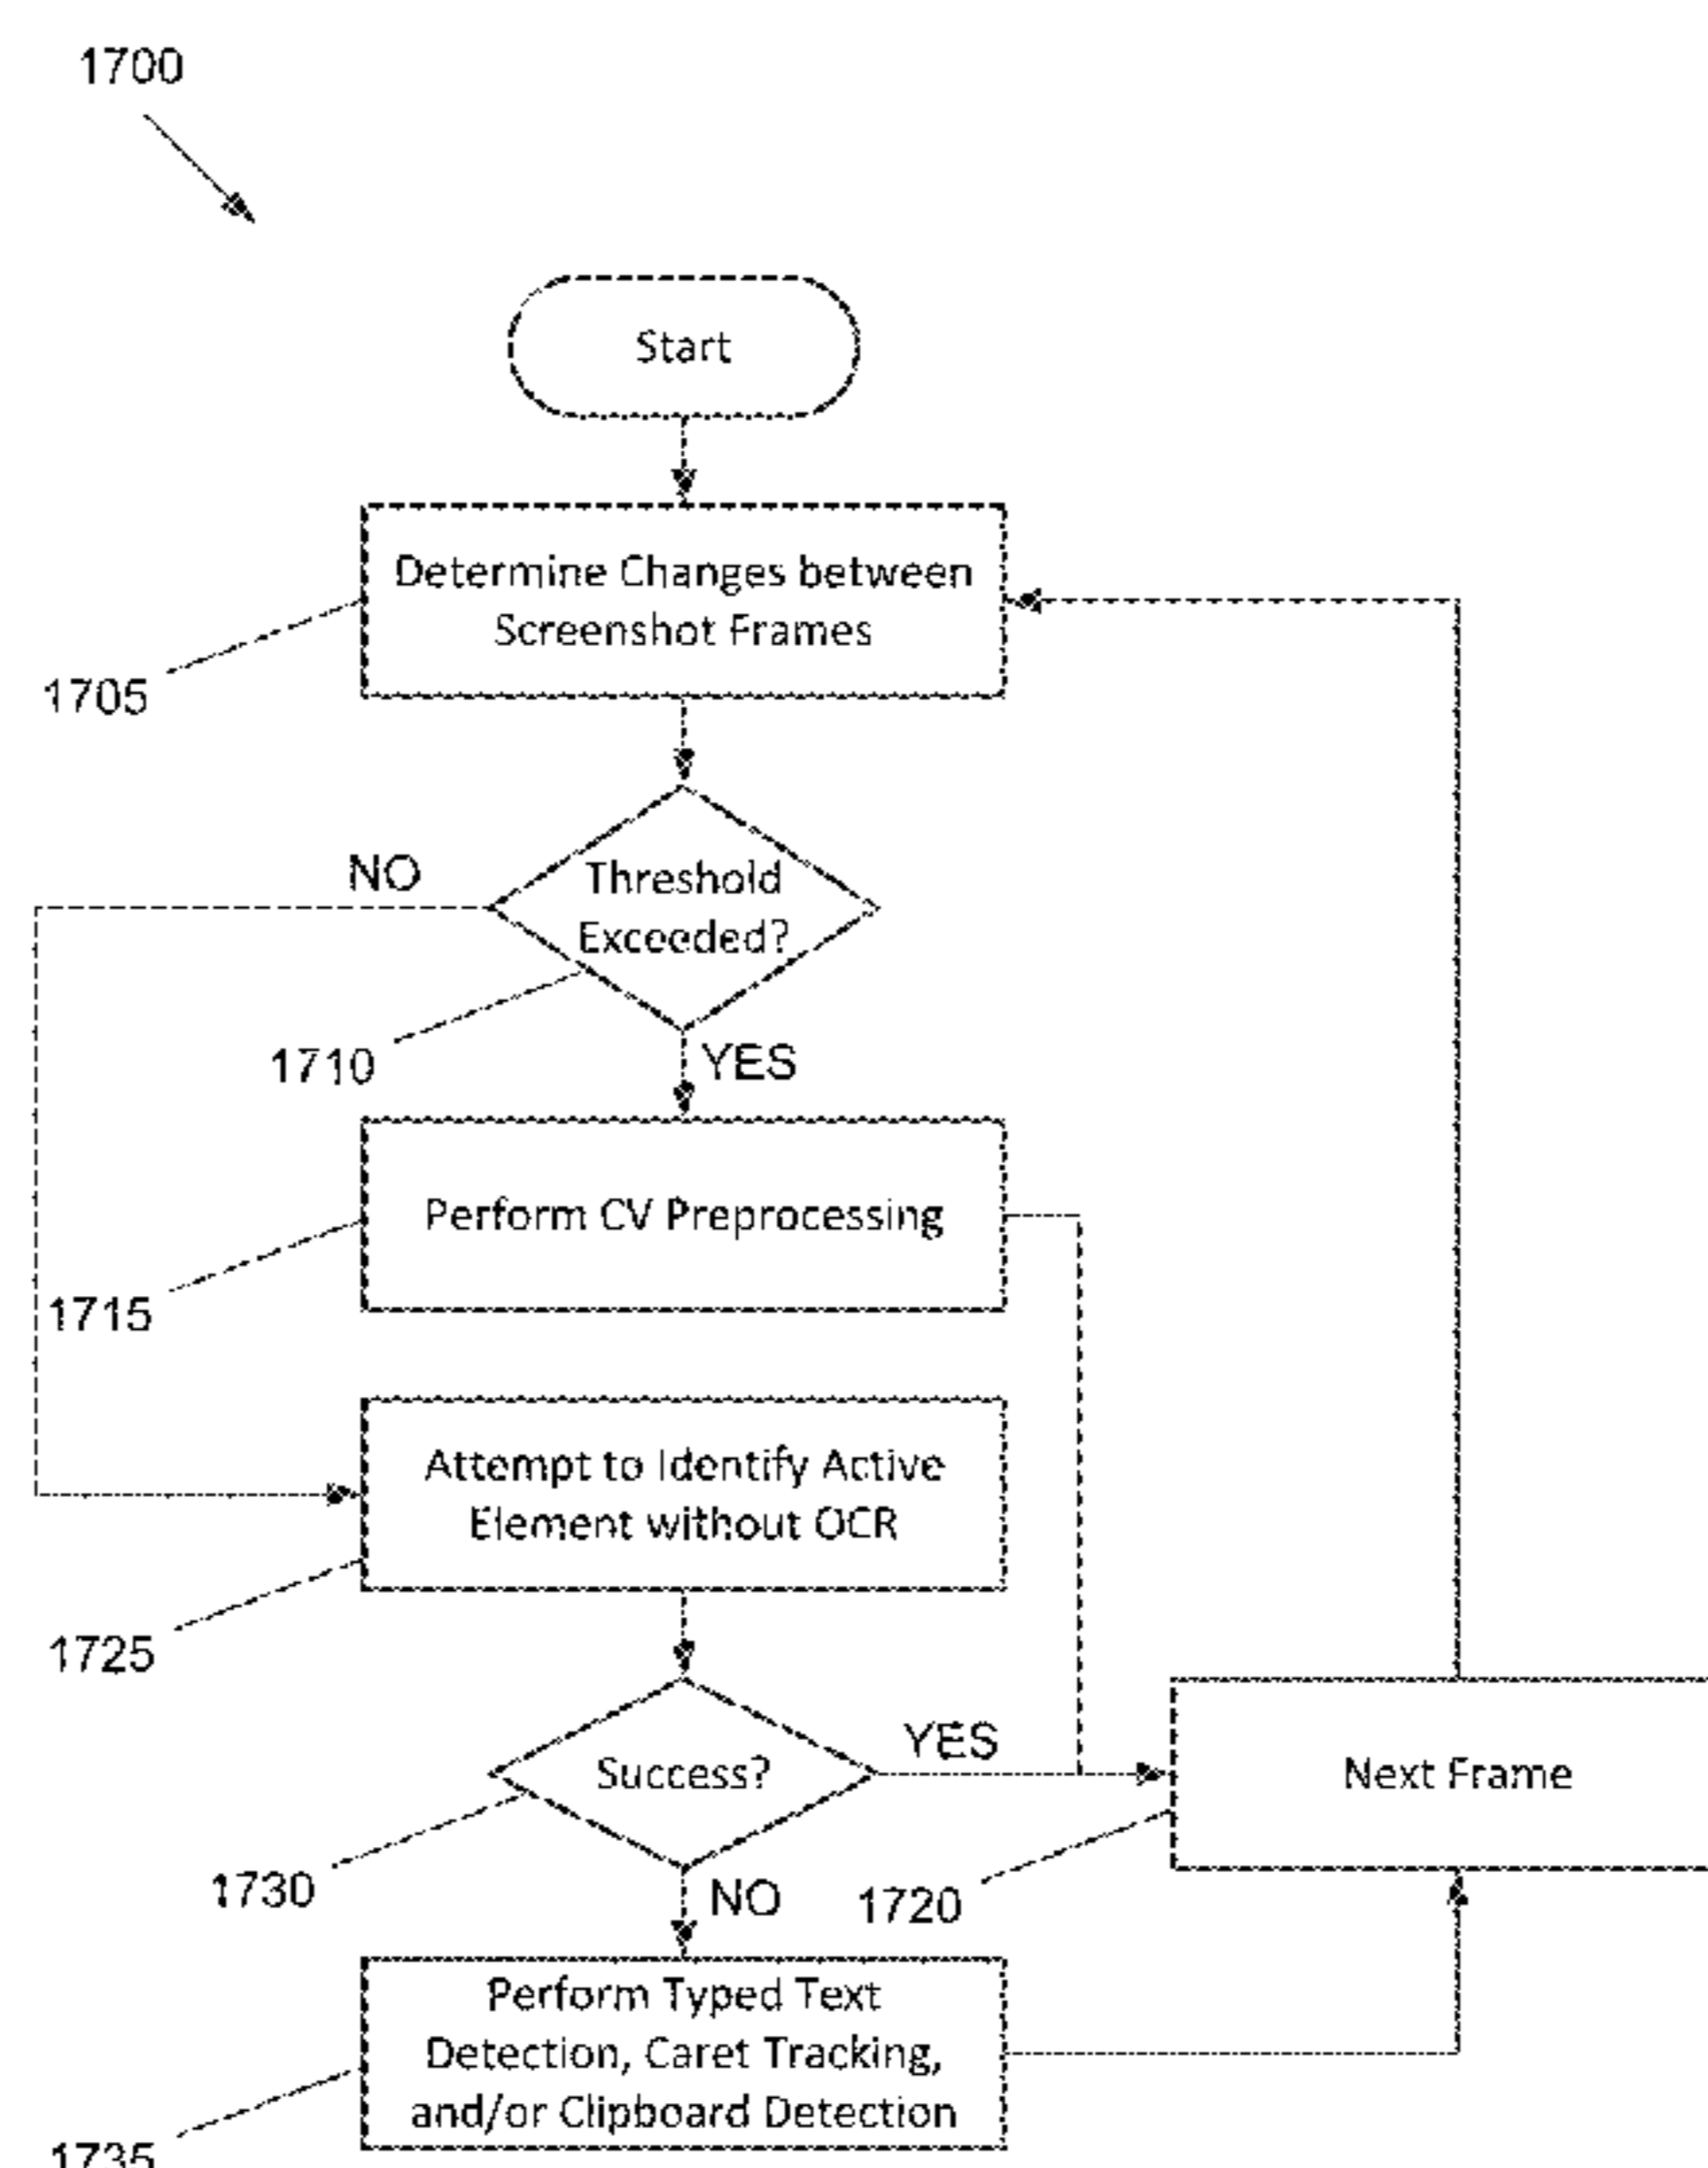 1700
Start
Determine Changes between
Screenshot Frames
1705
NO
Threshold
Exceeded?
1710
YES
Perform CV Preprocessing
1715
Attempt to Identify Active
Element without OCR
1725
YES
Success?
Next Frame
1730
NO
1720
Perform Typed Text
Detection, Caret Tracking,
and/or Clipboard Detection
1735